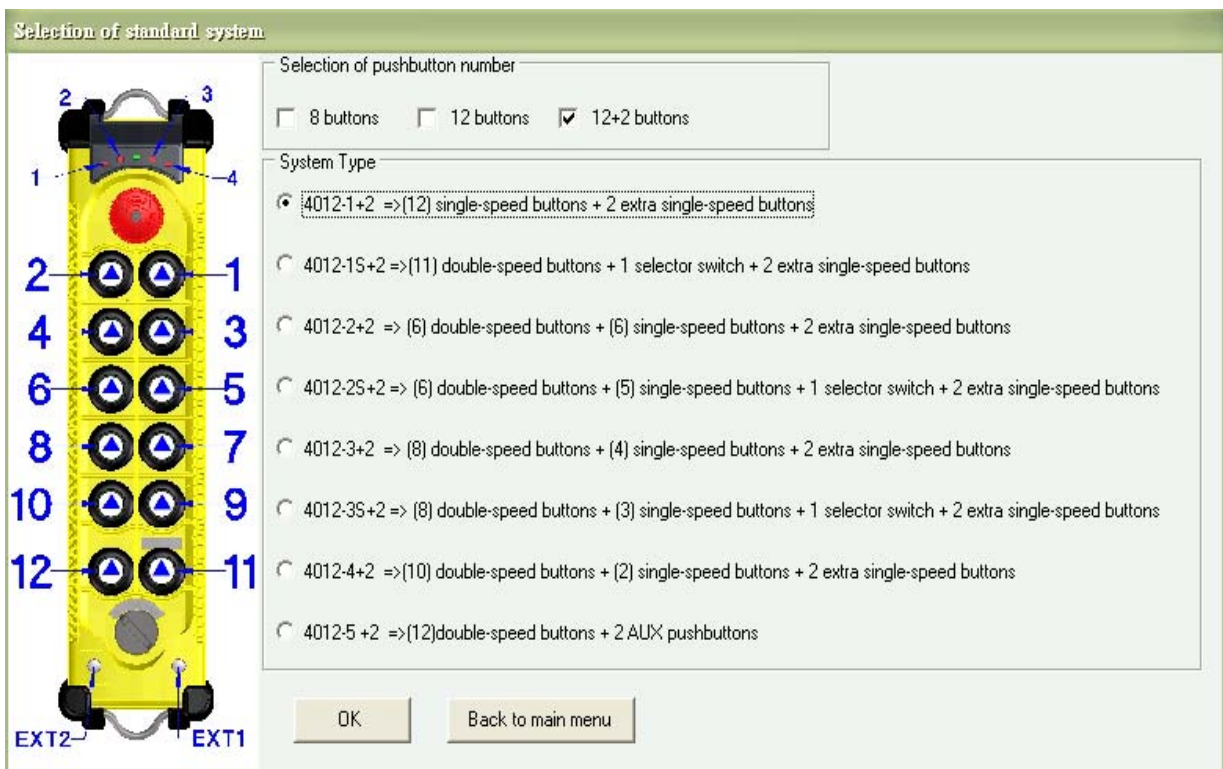 Selection of standard system
Selection of pushbutton number
8 buttons 12 buttons 12+2 buttons
System Type
4012-1+2 =>(12) single-speed buttons + 2 extra single-speed buttons
4012-1S+2 =>(11) double-speed buttons + 1 selector switch + 2 extra single-speed buttons
4012-2+2 => (6) double-speed buttons + (6) single-speed buttons + 2 extra single-speed buttons
4012-2S+2 => (6) double-speed buttons + (5) single-speed buttons + 1 selector switch + 2 extra single-speed buttons
4012-3+2 => (8) double-speed buttons + (4) single-speed buttons + 2 extra single-speed buttons
4012-3S+2 => (8) double-speed buttons + (3) single-speed buttons + 1 selector switch + 2 extra single-speed buttons
4012-4+2 =>(10) double-speed buttons + (2) single-speed buttons + 2 extra single-speed buttons
4012-5 +2 =>(12)double-speed buttons + 2 AUX pushbuttons
OK Back to main menu
2 3
1 4
2 1
4 3
6 5
8 7
10 9
12 11
EXT2 EXT1